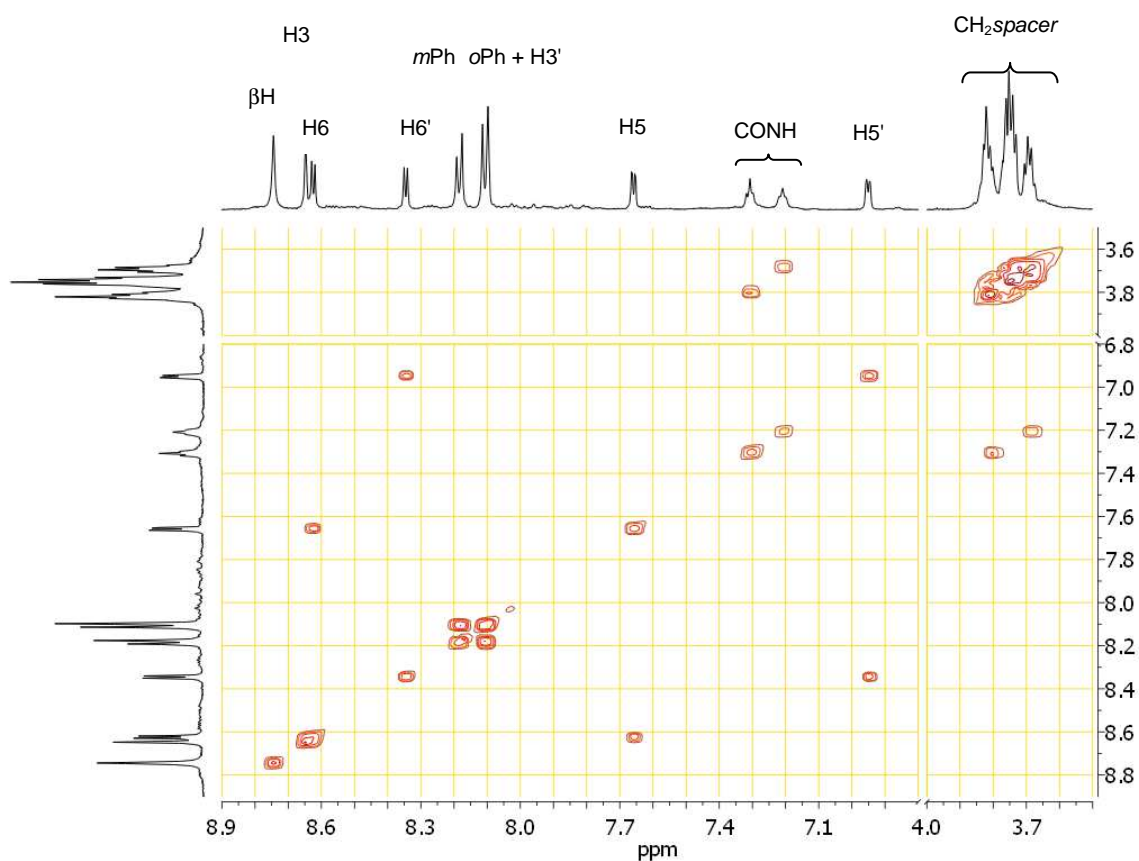 H3
CH₂spacer
mPh oPh + H3'
βH
H6
H6'
H5
CONH
H5'
3.6
3.8
6.8
7.0
7.2
7.4
7.6
7.8
8.0
8.2
8.4
8.6
8.8
8.9 8.6 8.3 8.0 7.7 7.4 7.1 4.0 3.7
ppm